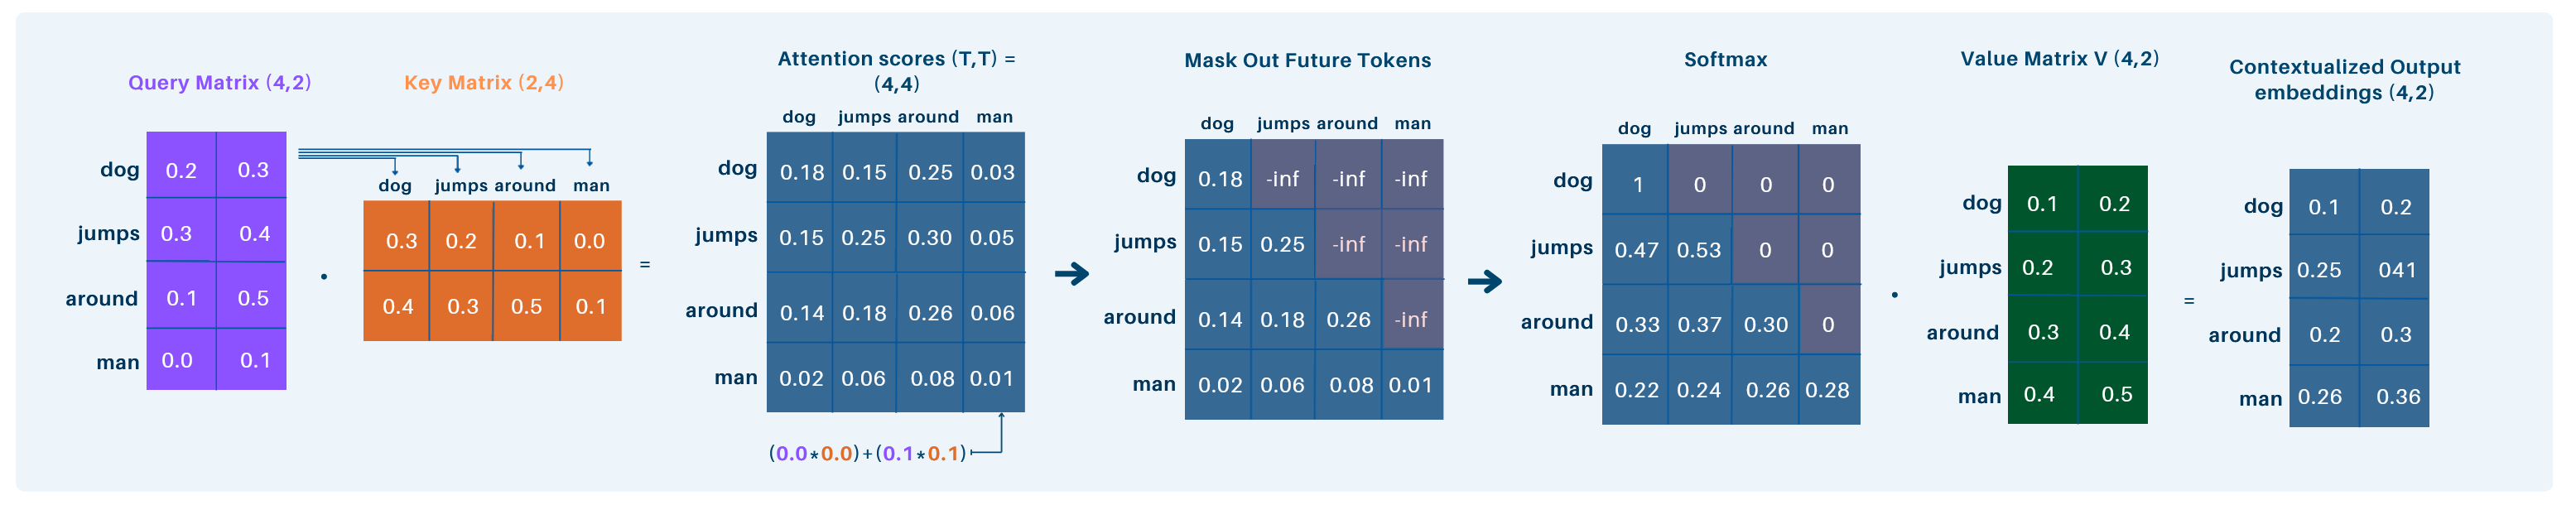 Query Matrix (4,2)
dog 0.2 0.3
jumps 0.3 0.4
around 0.1 0.5
man 0.0 0.1
.
Key Matrix (2,4)
dog jumps around man
0.3 0.2 0.1 0.0
0.4 0.3 0.5 0.1
=
Attention scores (T,T) =
(4,4)
dog jumps around man
dog 0.18 0.15 0.25 0.03
jumps 0.15 0.25 0.30 0.05
around 0.14 0.18 0.26 0.06
man 0.02 0.06 0.08 0.01
(0.0*0.0)+(0.1*0.1)
Mask Out Future Tokens
dog jumps around man
dog 0.18 -inf -inf -inf
jumps 0.15 0.25 -inf -inf
around 0.14 0.18 0.26 -inf
man 0.02 0.06 0.08 0.01
Softmax
dog jumps around man
dog 1 0 0 0
jumps 0.47 0.53 0 0
around 0.33 0.37 0.30 0
man 0.22 0.24 0.26 0.28
.
Value Matrix V (4,2)
dog 0.1 0.2
jumps 0.2 0.3
around 0.3 0.4
man 0.4 0.5
=
Contextualized Output
embeddings (4,2)
dog 0.1 0.2
jumps 0.25 041
around 0.2 0.3
man 0.26 0.36